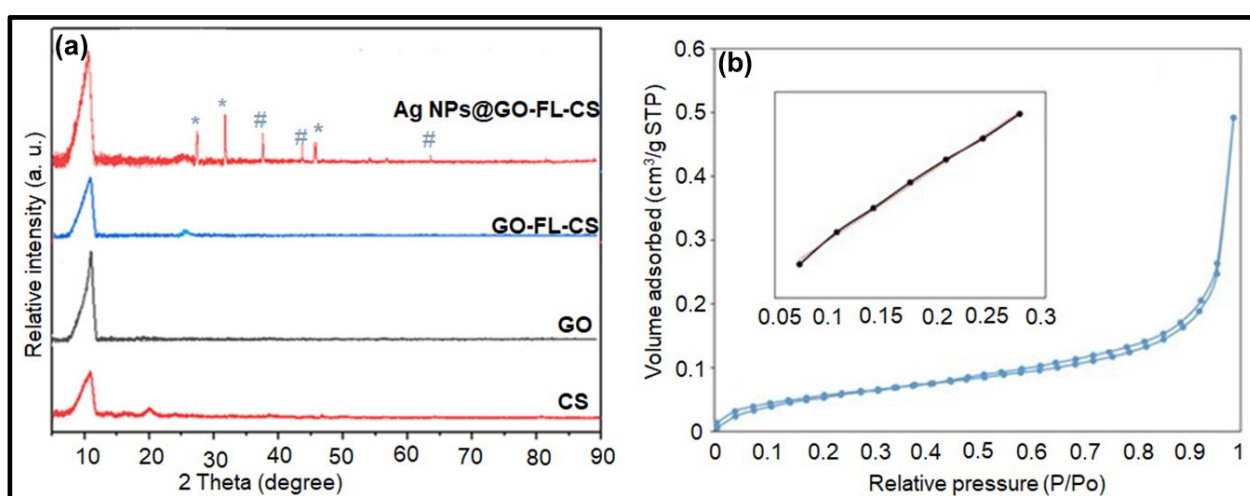 (a)
Relative intensity (a. u.)
Ag NPs@GO-FL-CS
* * # # * #
GO-FL-CS
GO
CS
10 20 30 40 50 60 70 80 90
2 Theta (degree)
(b)
Volume adsorbed (cm³/g STP)
0.6
0.5
0.4
0.3
0.2
0.1
0
0.05 0.1 0.15 0.2 0.25 0.3
0 0.1 0.2 0.3 0.4 0.5 0.6 0.7 0.8 0.9 1
Relative pressure (P/Po)